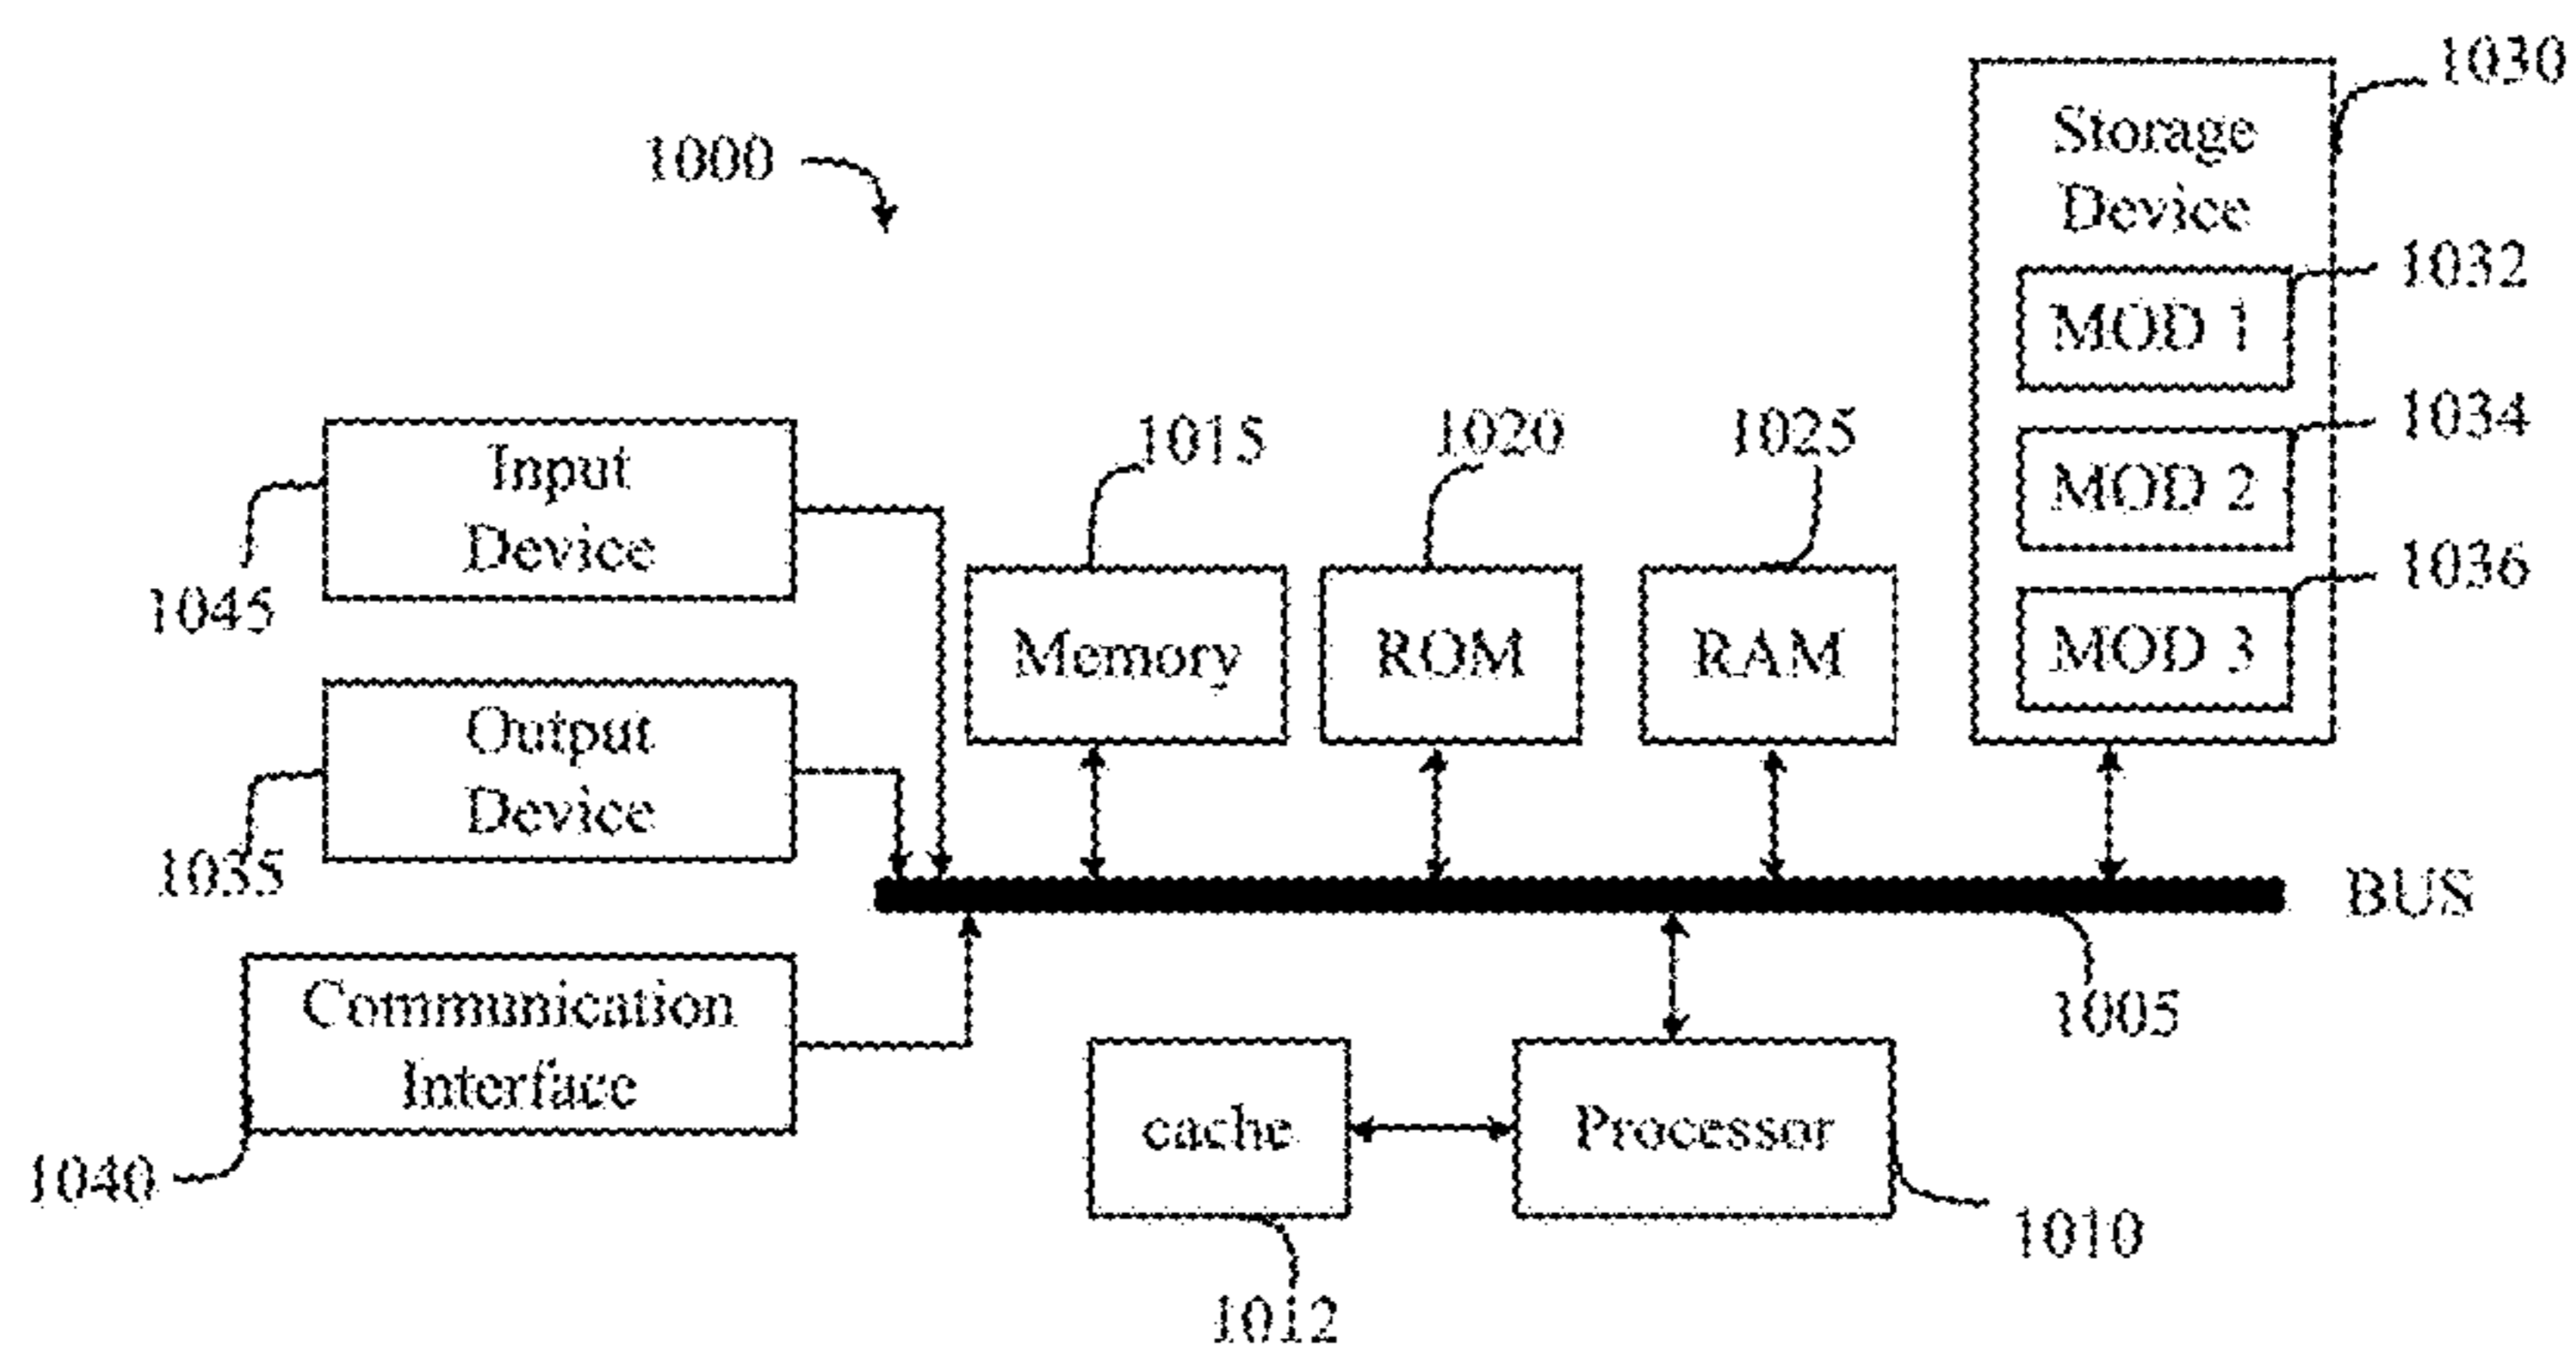 1030
Storage
Device
1000
1032
MOD 1
1034
MOD 2
1036
MOD 3
1015
1020
1025
Input
Device
1045
Memory
ROM
RAM
Output
Device
1035
BUS
1005
Communication
Interface
1040
cache
Processor
1010
1012